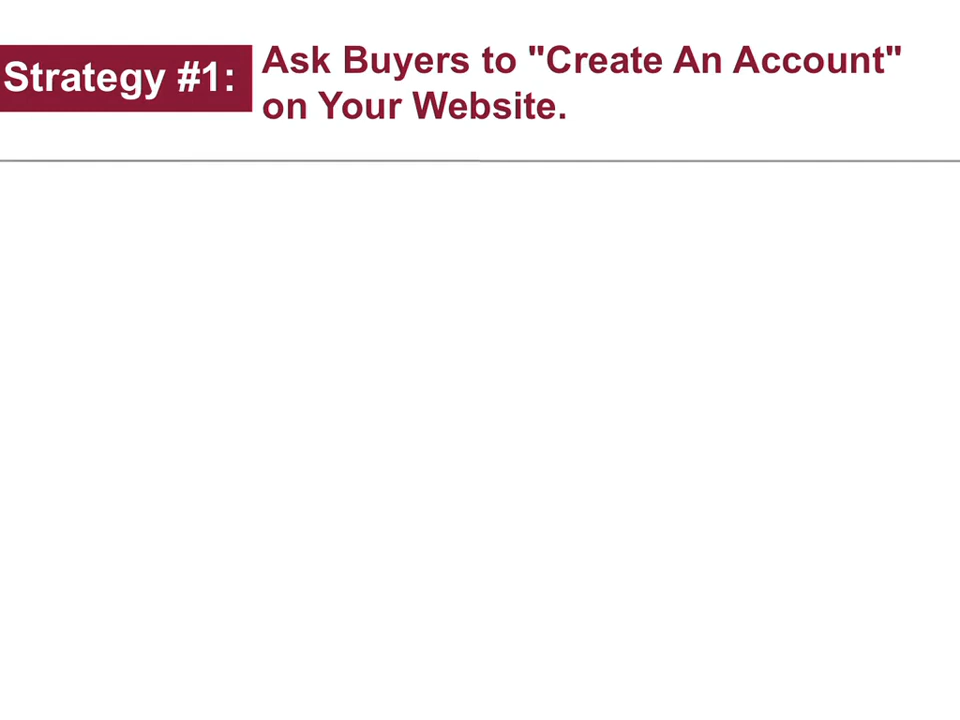 Strategy #1:
Ask Buyers to "Create An Account"
on Your Website.